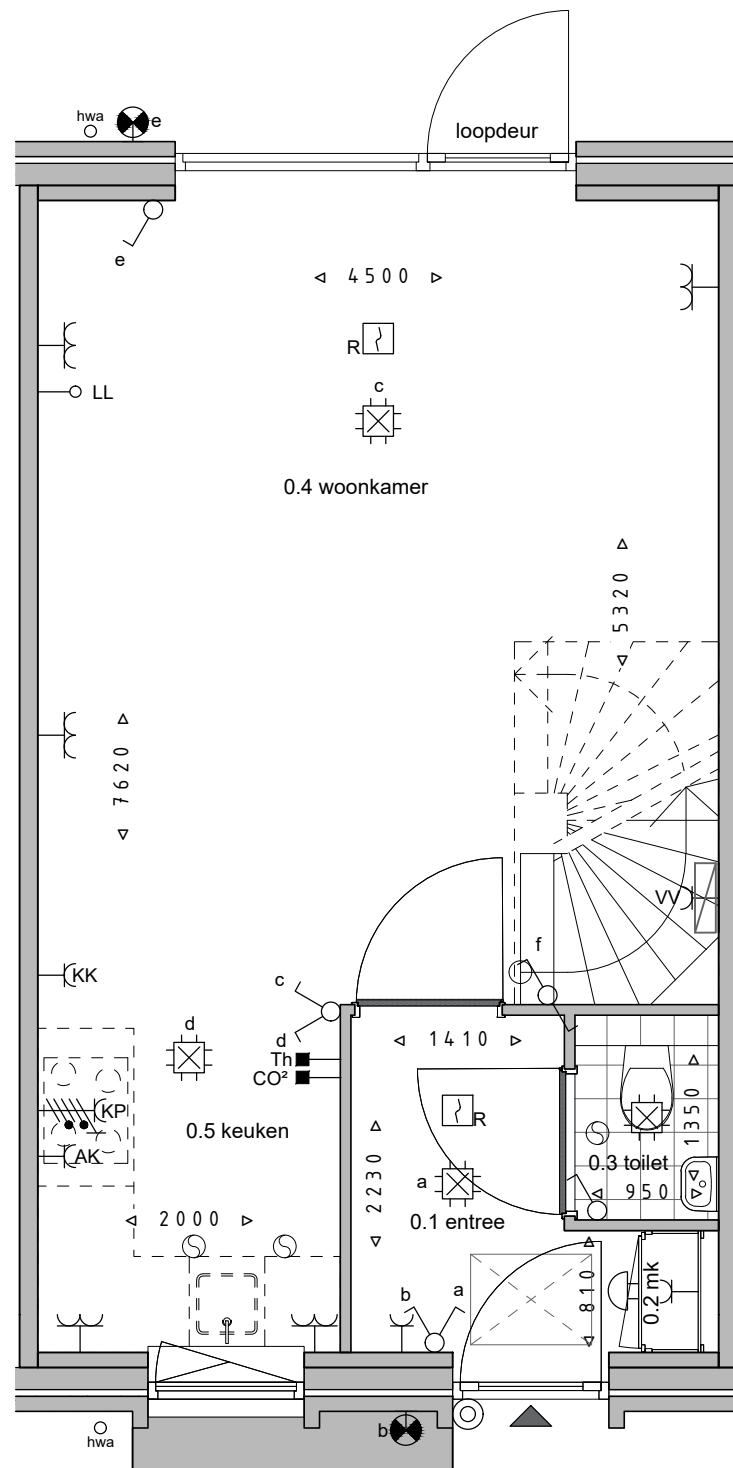 hwa
e
loopdeur
e
4500
R
c
LL
0.4 woonkamer
5320
7620
VV
KK
f
c
d
d
1410
Th
CO²
KP
R
1350
0.5 keuken
AK
0.3 toilet
2230
a
950
2000
0.1 entree
810
0.2 mk
b
a
hwa
b